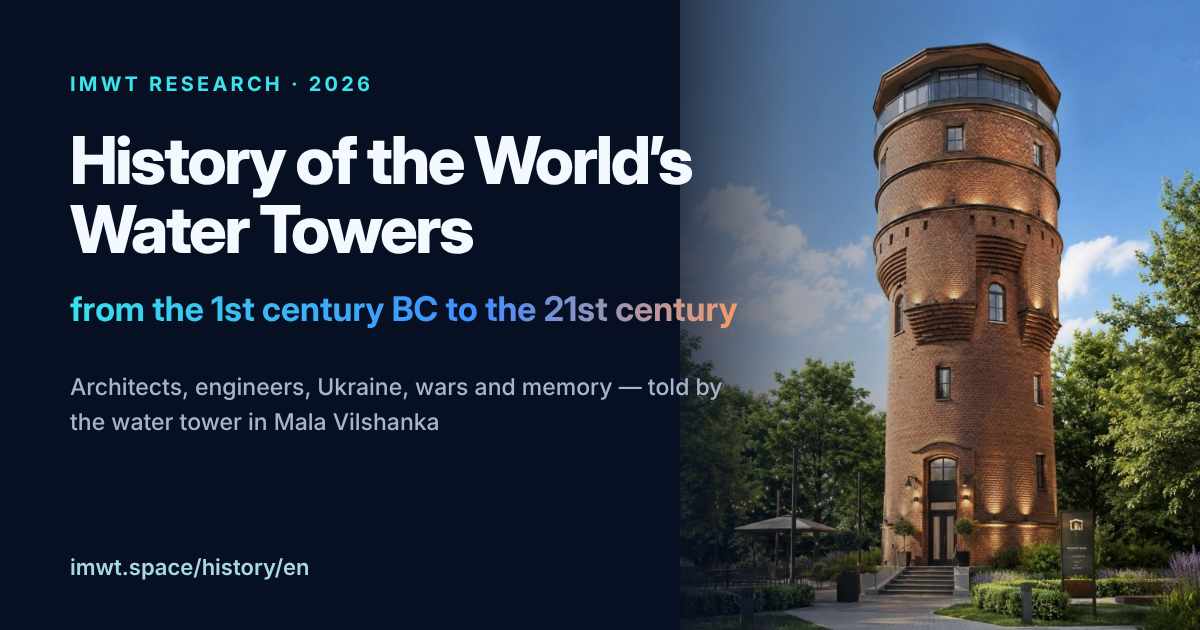 IMWT RESEARCH · 2026
History of the World’s
Water Towers
from the 1st century BC to the 21st century
Architects, engineers, Ukraine, wars and memory — told by
the water tower in Mala Vilshanka
imwt.space/history/en